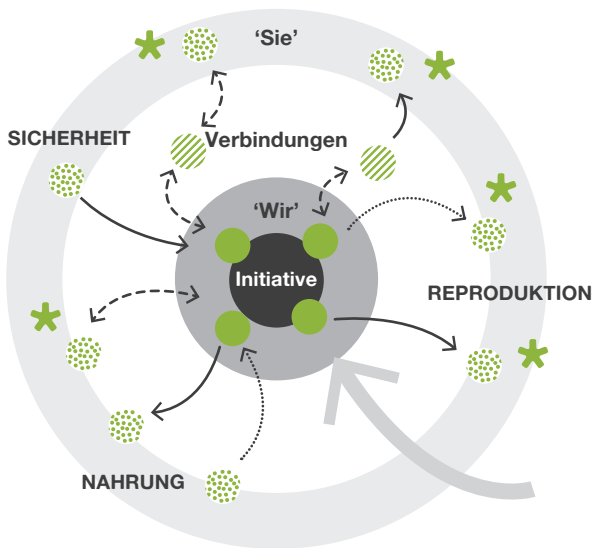 ‘Sie’
SICHERHEIT
Verbindungen
‘Wir’
Initiative
REPRODUKTION
NAHRUNG